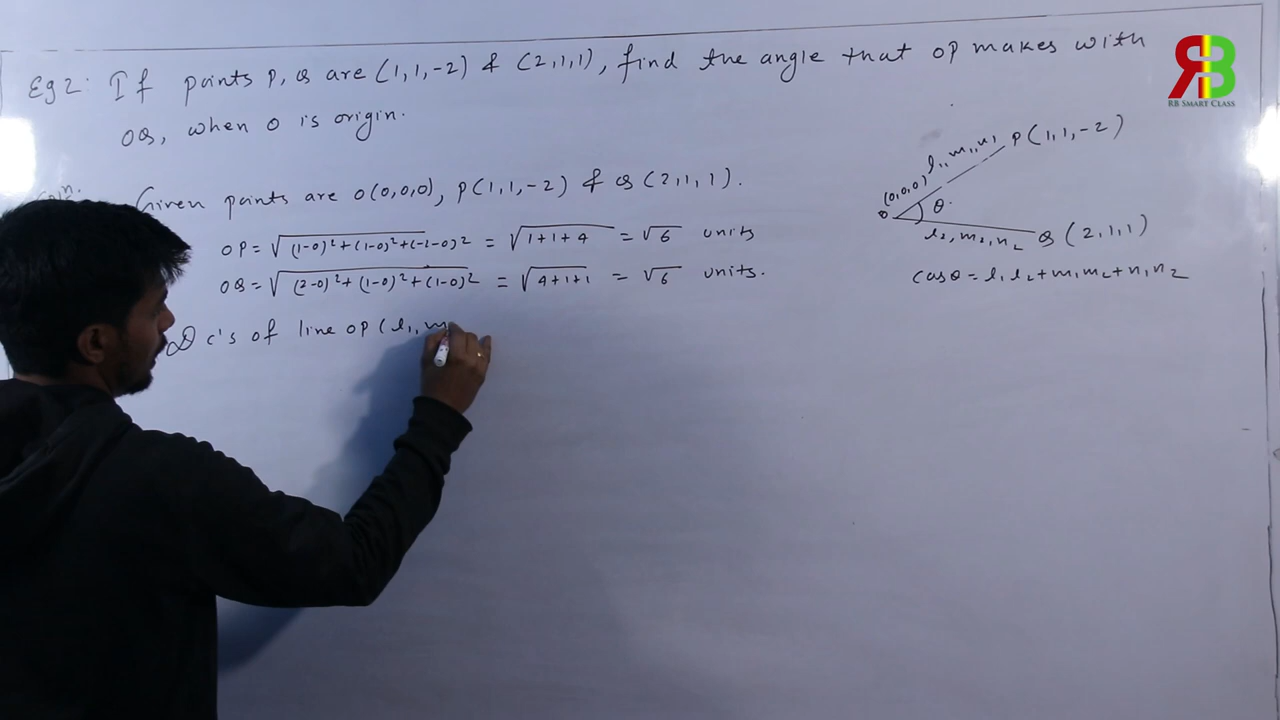 Eg 2: If points P, Q are (1,1,-2) & (2,1,1), find the angle that OP makes with
OQ, when O is origin.
Given points are O(0,0,0), P(1,1,-2) & Q(2,1,1).
OP = √(1-0)²+(1-0)²+(-2-0)² = √1+1+4 = √6 units
OQ = √(2-0)²+(1-0)²+(1-0)² = √4+1+1 = √6 units.
Dc's of line OP (l₁, m
l₁, m₁, n₁ P(1,1,-2)
(0,0,0)
O θ
l₂, m₂, n₂ Q(2,1,1)
cosθ = l₁l₂+m₁m₂+n₁n₂
RB
RB SMART CLASS